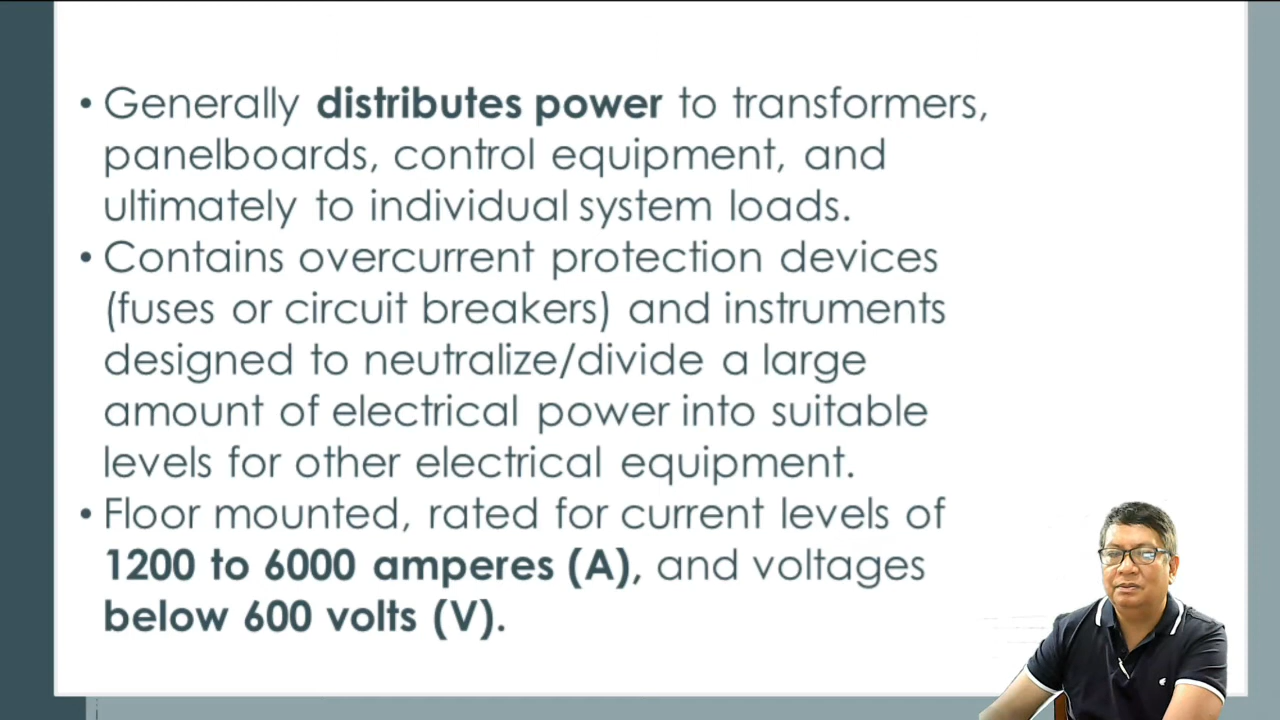 • Generally distributes power to transformers,
panelboards, control equipment, and
ultimately to individual system loads.
• Contains overcurrent protection devices
(fuses or circuit breakers) and instruments
designed to neutralize/divide a large
amount of electrical power into suitable
levels for other electrical equipment.
• Floor mounted, rated for current levels of
1200 to 6000 amperes (A), and voltages
below 600 volts (V).